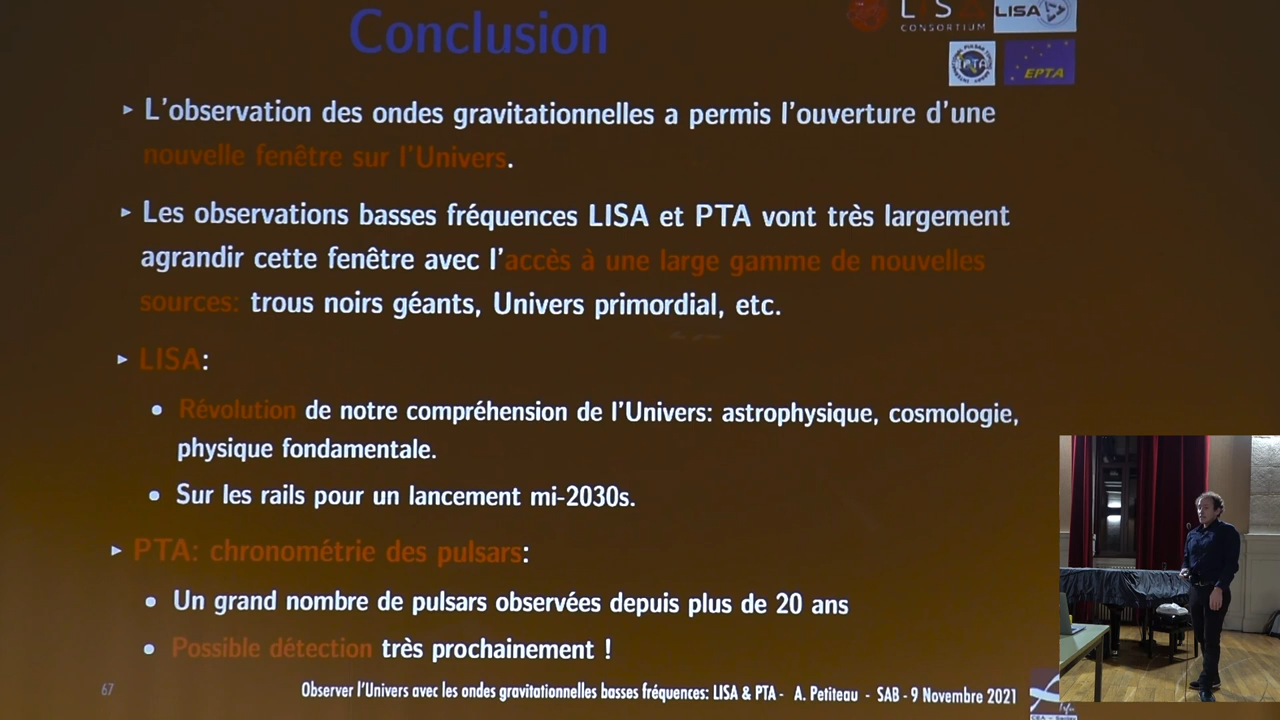 Conclusion
LISA
CONSORTIUM
LISA
IPTA
EPTA
▸ L'observation des ondes gravitationnelles a permis l'ouverture d'une
nouvelle fenêtre sur l'Univers.
▸ Les observations basses fréquences LISA et PTA vont très largement
agrandir cette fenêtre avec l'accès à une large gamme de nouvelles
sources: trous noirs géants, Univers primordial, etc.
▸ LISA:
• Révolution de notre compréhension de l'Univers: astrophysique, cosmologie,
physique fondamentale.
• Sur les rails pour un lancement mi-2030s.
▸ PTA: chronométrie des pulsars:
• Un grand nombre de pulsars observées depuis plus de 20 ans
• Possible détection très prochainement !
67
Observer l'Univers avec les ondes gravitationnelles basses fréquences: LISA & PTA - A. Petiteau - SAB - 9 Novembre 2021